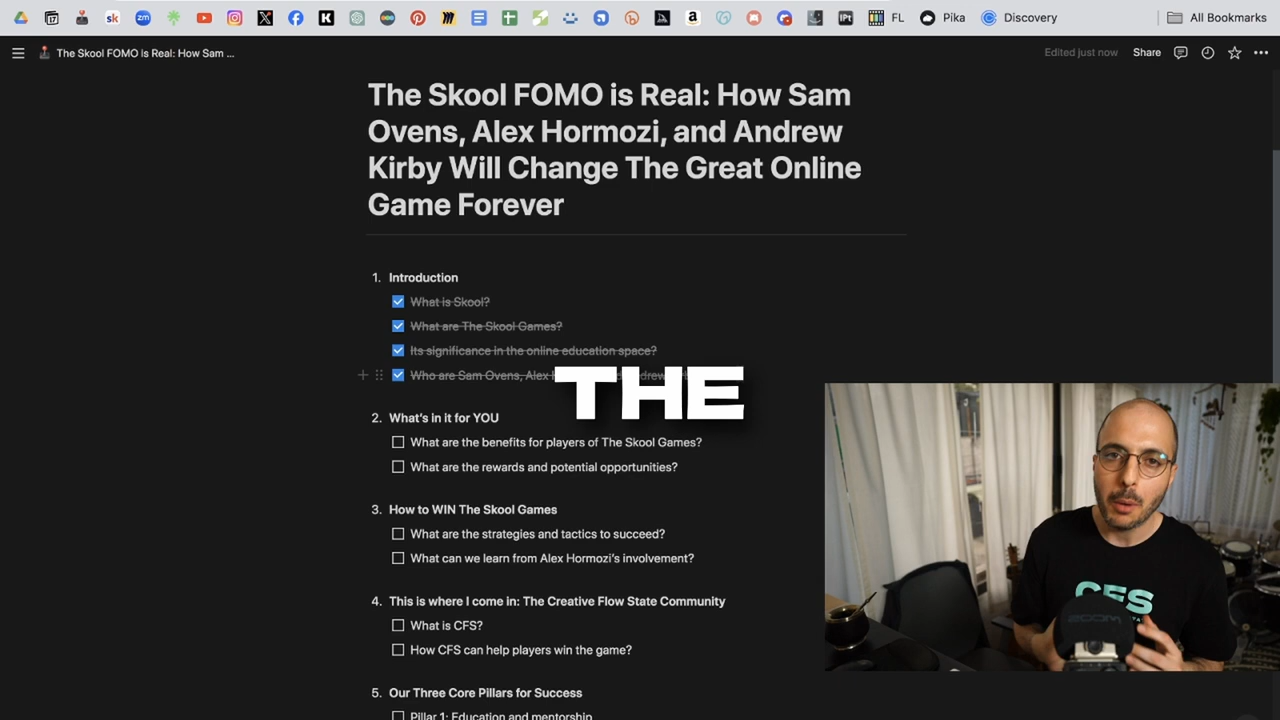 FL
Pika
Discovery
All Bookmarks
The Skool FOMO is Real: How Sam ...
Edited just now
Share
The Skool FOMO is Real: How Sam
Ovens, Alex Hormozi, and Andrew
Kirby Will Change The Great Online
Game Forever
1. Introduction
What is Skool?
What are The Skool Games?
Its significance in the online education space?
Who are Sam Ovens, Alex
THE
2. What's in it for YOU
What are the benefits for players of The Skool Games?
What are the rewards and potential opportunities?
3. How to WIN The Skool Games
What are the strategies and tactics to succeed?
What can we learn from Alex Hormozi's involvement?
4. This is where I come in: The Creative Flow State Community
What is CFS?
How CFS can help players win the game?
5. Our Three Core Pillars for Success
Pillar 1: Education and mentorship
CFS
ZOOM